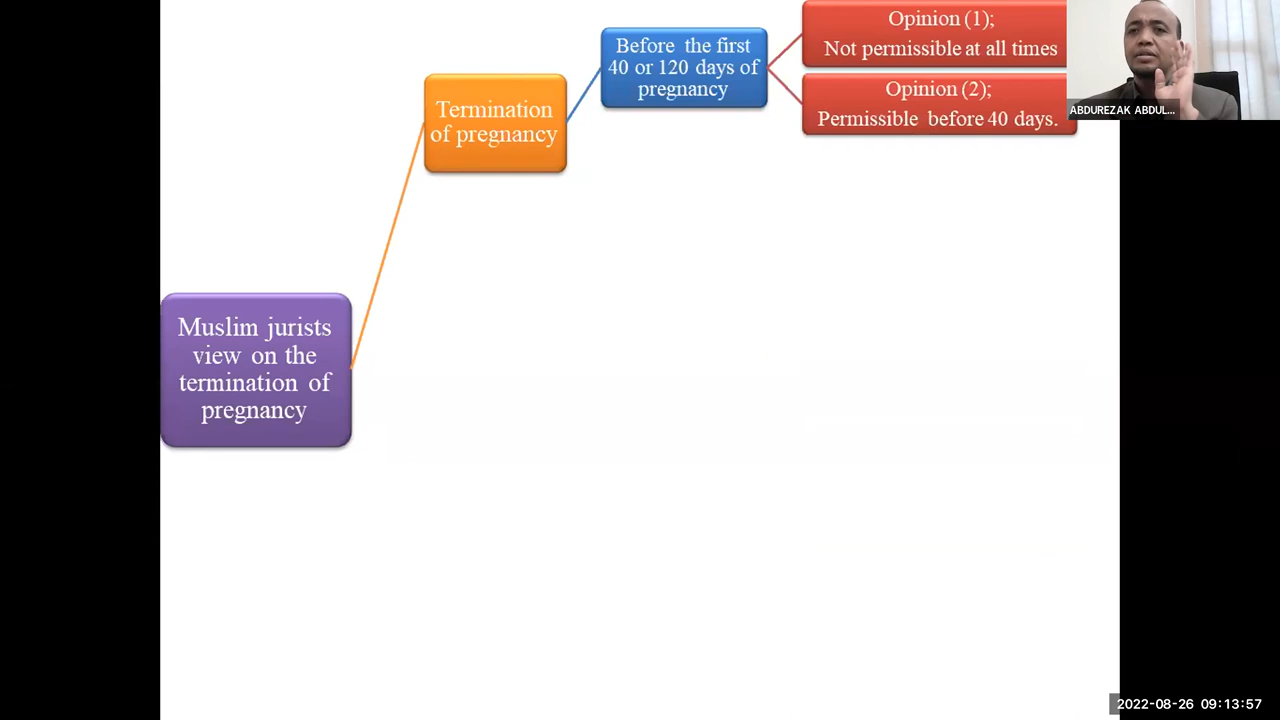 Opinion (1);
Not permissible at all times
Before the first
40 or 120 days of
pregnancy
Opinion (2);
Permissible before 40 days.
Termination
of pregnancy
ABDUREZAK ABDUL...
Muslim jurists
view on the
termination of
pregnancy
2022-08-26 09:13:57